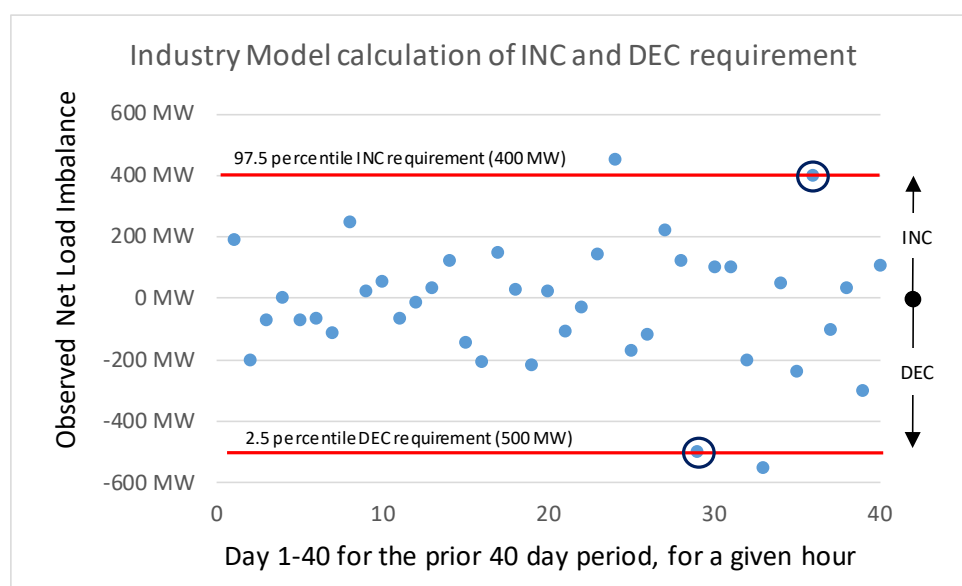 Industry Model calculation of INC and DEC requirement
Observed Net Load Imbalance
600 MW
97.5 percentile INC requirement (400 MW)
400 MW
200 MW
INC
0 MW
-200 MW
DEC
-400 MW
2.5 percentile DEC requirement (500 MW)
-600 MW
0 10 20 30 40
Day 1-40 for the prior 40 day period, for a given hour